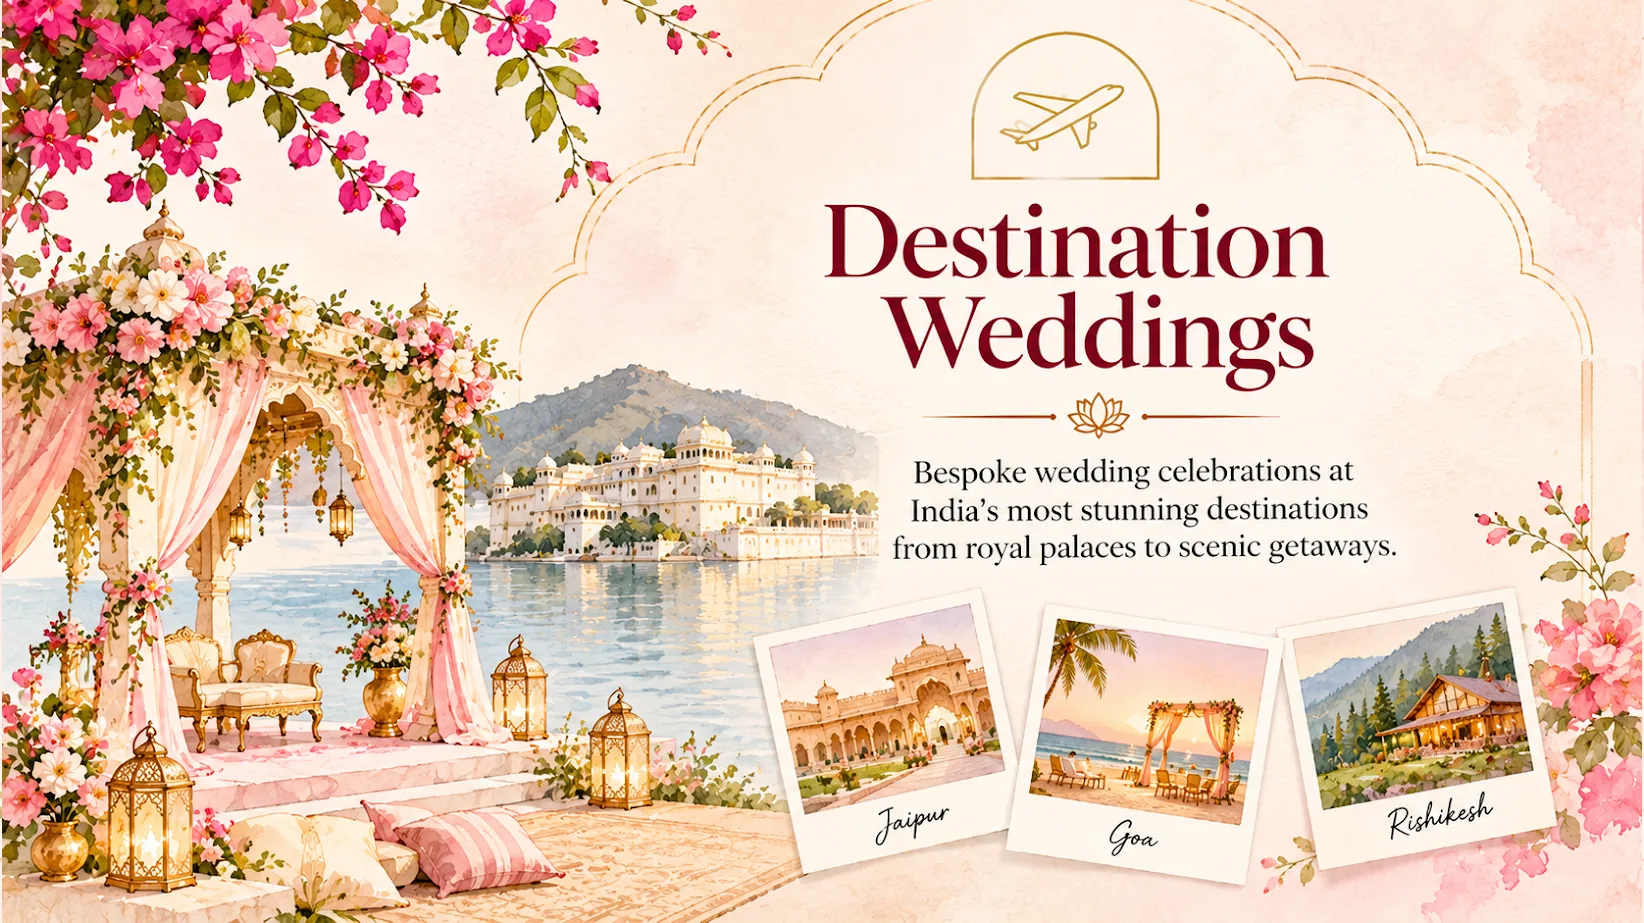 Destination
Weddings
Bespoke wedding celebrations at
India’s most stunning destinations
from royal palaces to scenic getaways.
Jaipur
Goa
Rishikesh